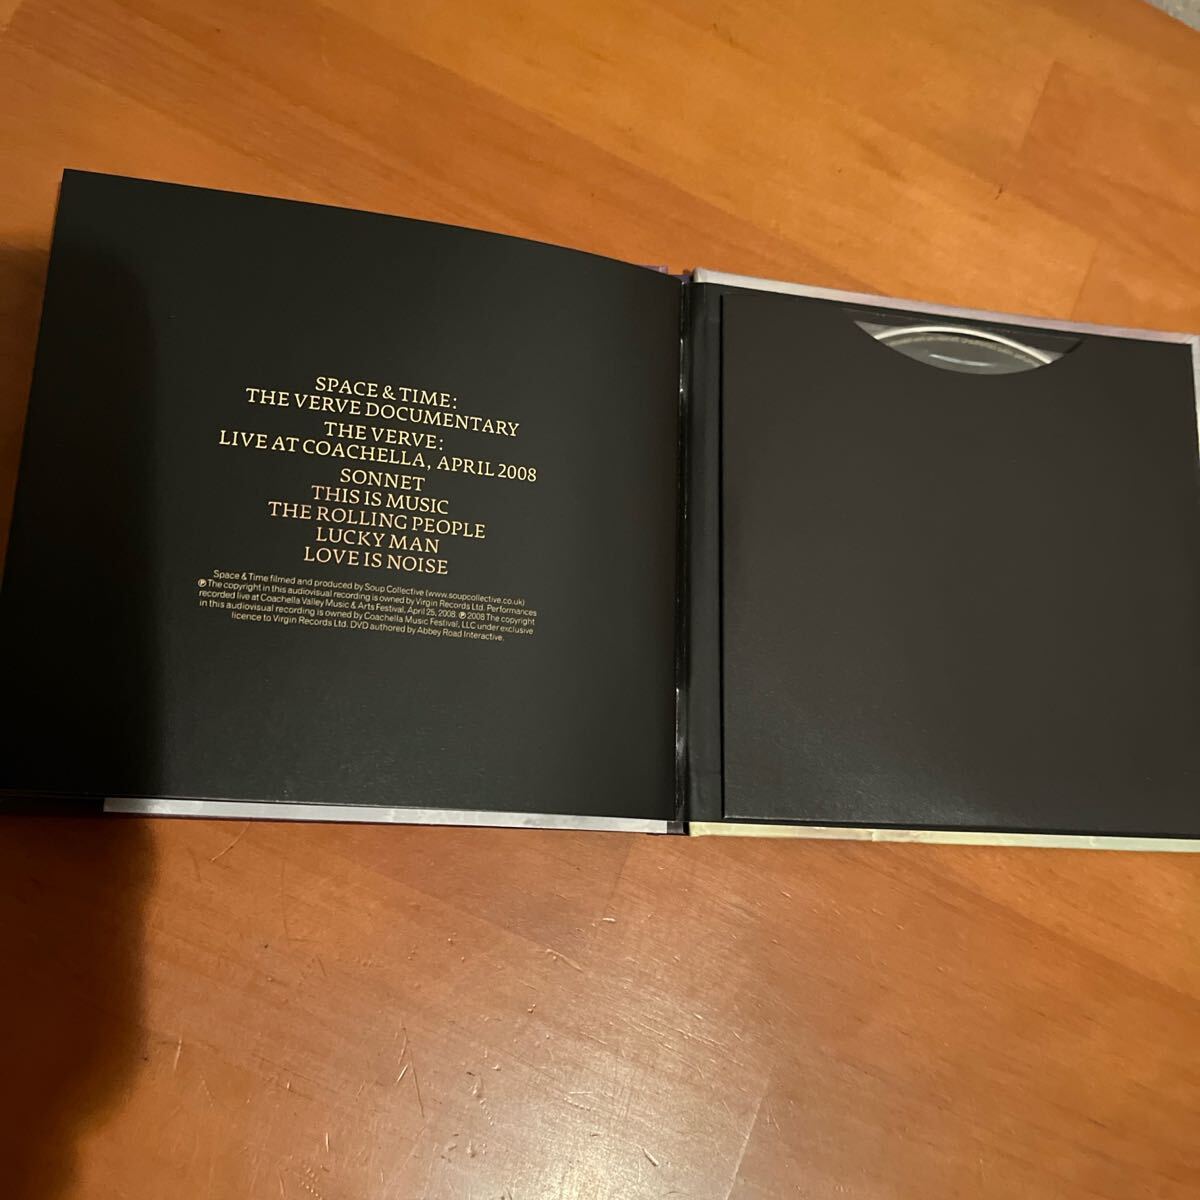 SPACE & TIME:
THE VERVE DOCUMENTARY
THE VERVE:
LIVE AT COACHELLA, APRIL 2008
SONNET
THIS IS MUSIC
THE ROLLING PEOPLE
LUCKY MAN
LOVE IS NOISE
Space & Time filmed and produced by Soup Collective (www.soupcollective.co.uk)
℗ The copyright in this audiovisual recording is owned by Virgin Records Ltd. Performances
recorded live at Coachella Valley Music & Arts Festival, April 25, 2008. ℗ 2008 The copyright
in this audiovisual recording is owned by Coachella Music Festival, LLC under exclusive
licence to Virgin Records Ltd. DVD authored by Abbey Road Interactive.